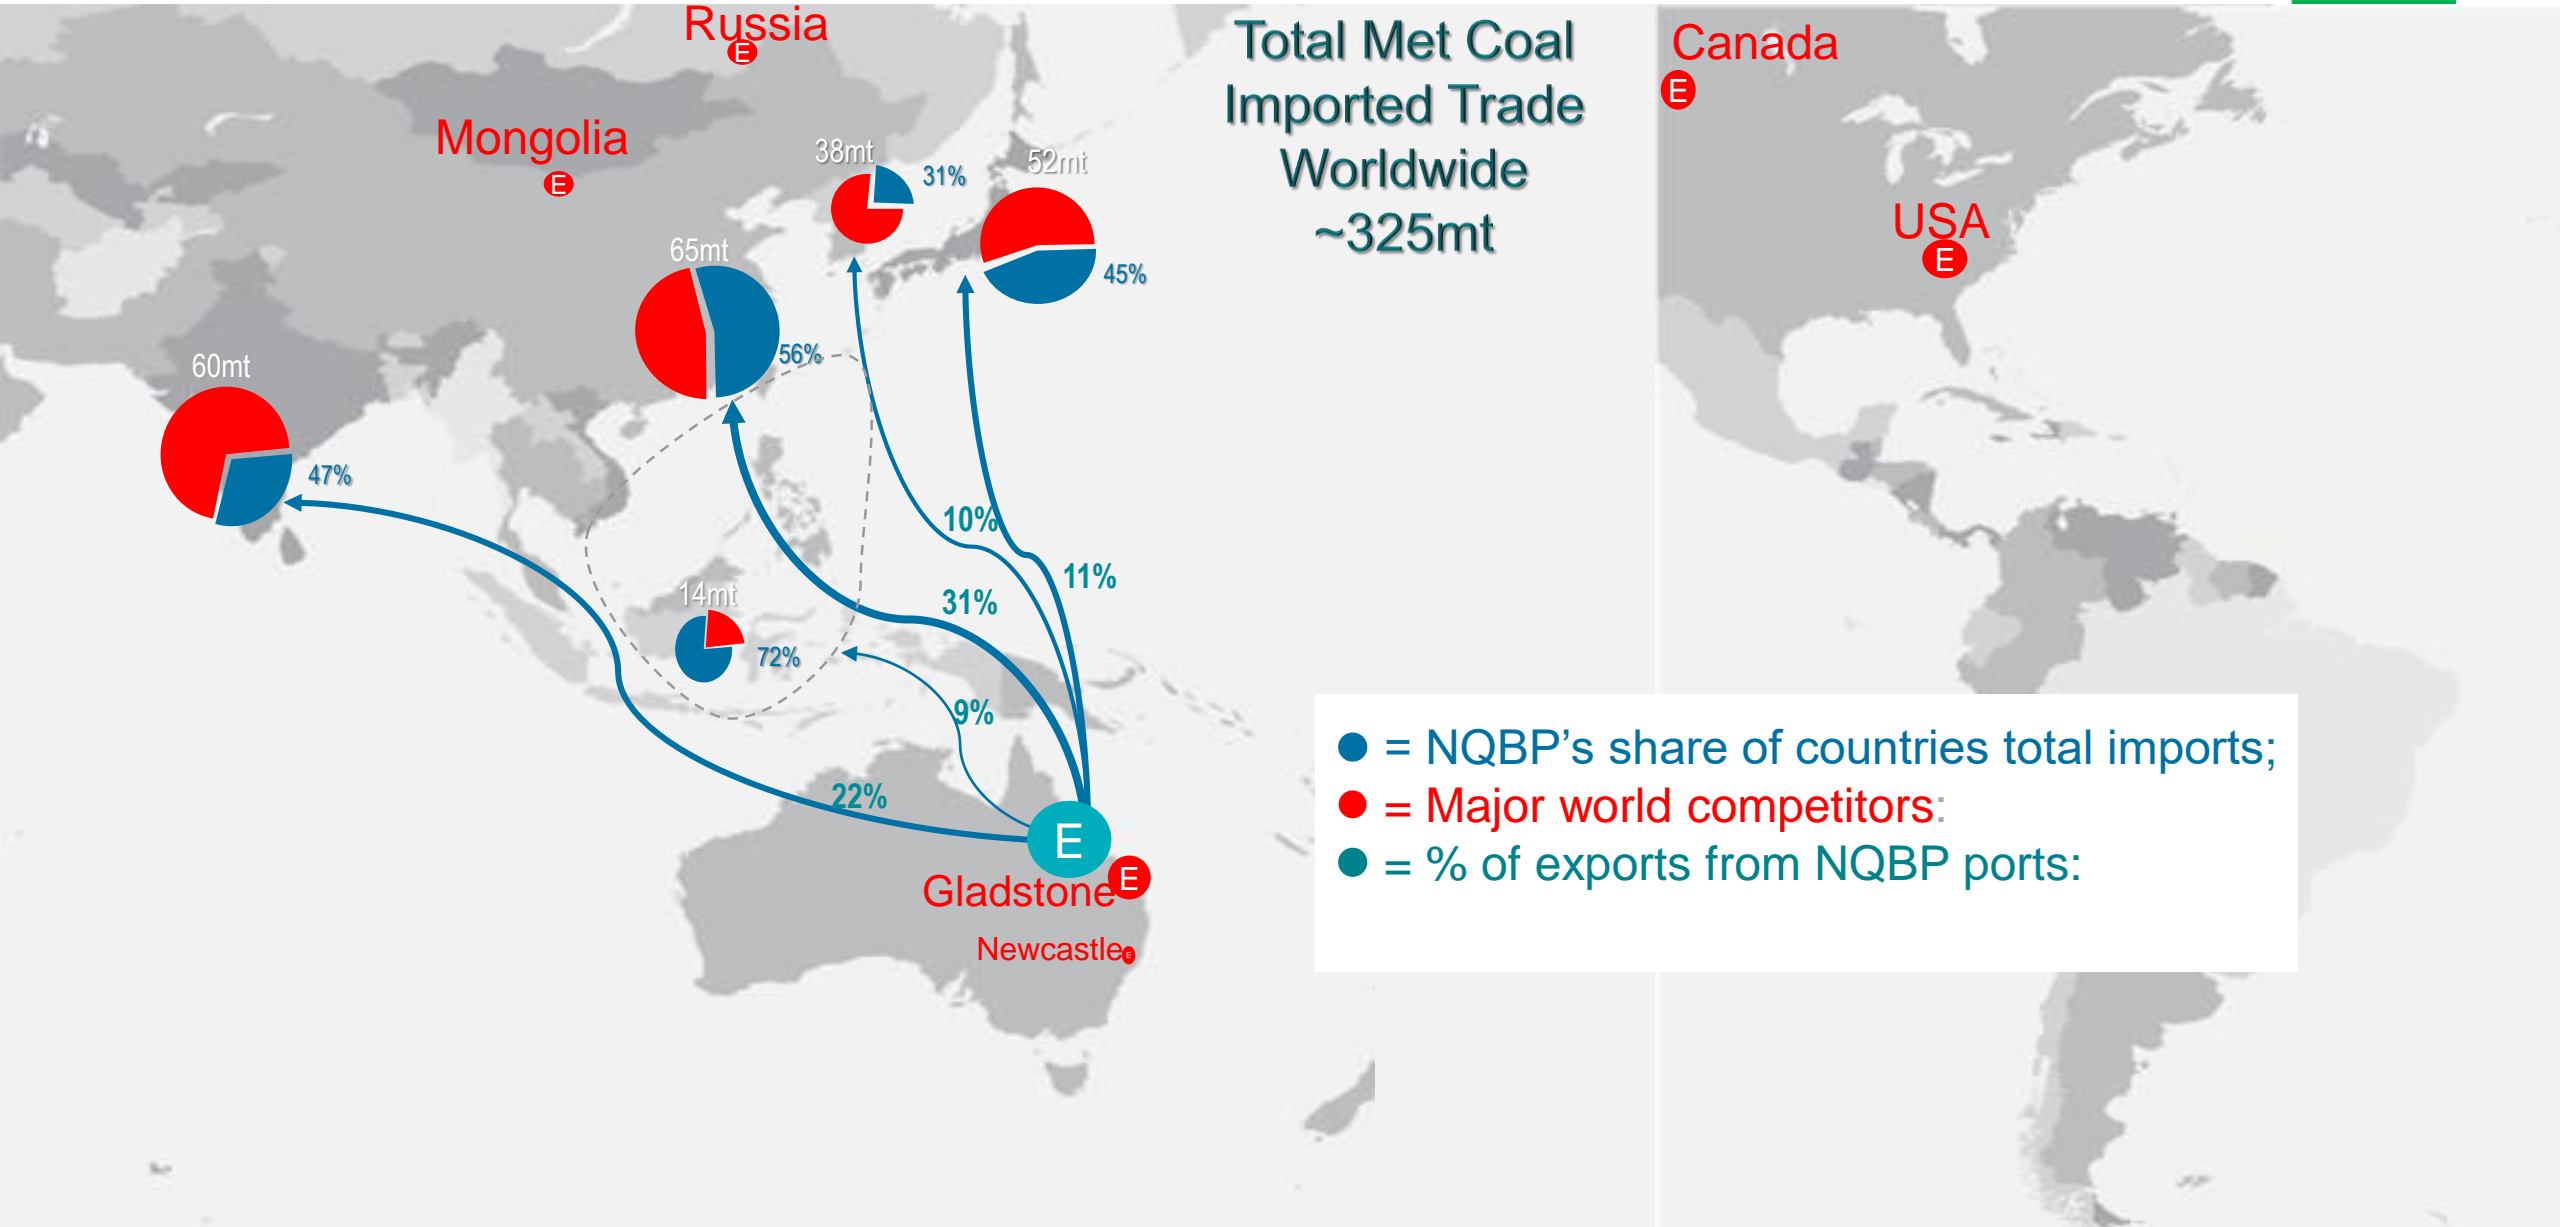 Russia
E
Total Met Coal
Imported Trade
Worldwide
~325mt
Canada
E
Mongolia
E
38mt
31%
52mt
45%
USA
E
65mt
56%
60mt
47%
10%
11%
31%
14mt
72%
9%
22%
E
Gladstone
E
Newcastle
E
= NQBP’s share of countries total imports;
= Major world competitors:
= % of exports from NQBP ports: